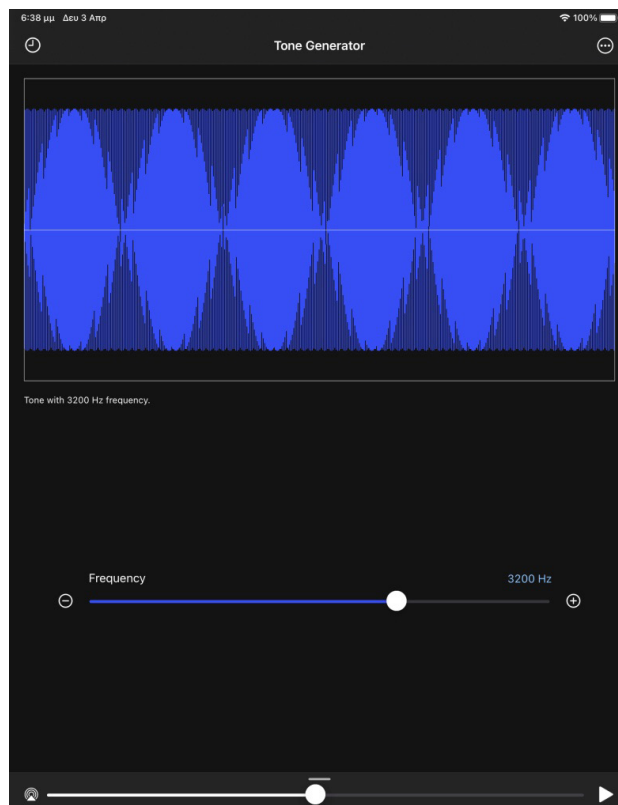 6:38 μμ Δευ 3 Απρ
100%
Tone Generator
Tone with 3200 Hz frequency.
Frequency
3200 Hz